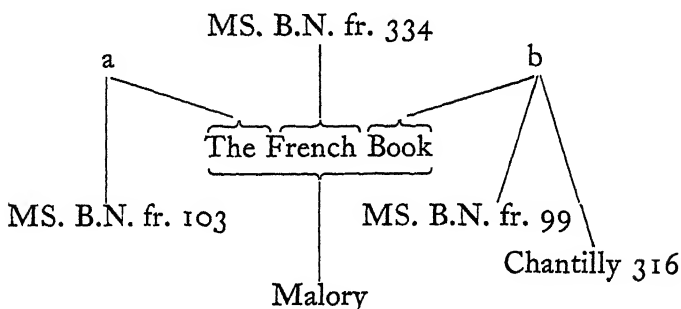 MS. B.N. fr. 334
a
b
The French Book
MS. B.N. fr. 103
MS. B.N. fr. 99
Chantilly 316
Malory